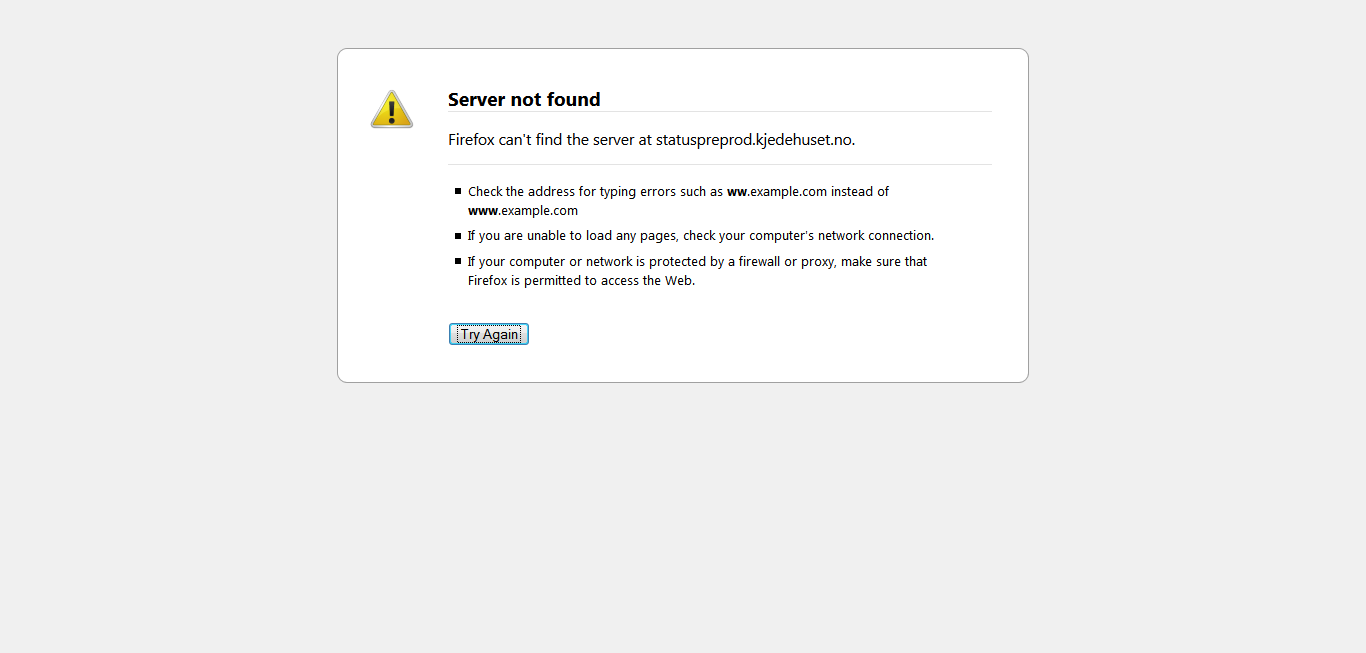 Server not found
Firefox can't find the server at statuspreprod.kjedehuset.no.
Check the address for typing errors such as ww.example.com instead of
www.example.com
If you are unable to load any pages, check your computer's network connection.
If your computer or network is protected by a firewall or proxy, make sure that
Firefox is permitted to access the Web.
Try Again